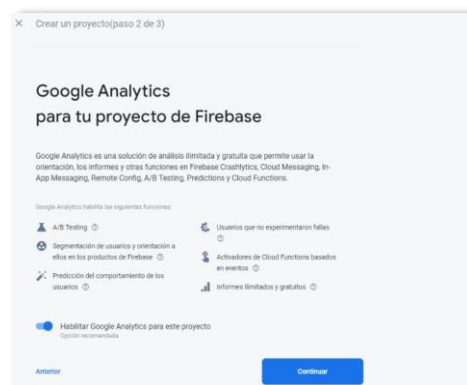 Crear un proyecto(paso 2 de 3)
Google Analytics
para tu proyecto de Firebase
Google Analytics es una solución de análisis ilimitada y gratuita que permite usar la
orientación, los informes y otras funciones en Firebase Crashlytics, Cloud Messaging, In-
App Messaging, Remote Config, A/B Testing, Predictions y Cloud Functions.
Google Analytics habilita las siguientes funciones:
A/B Testing
Segmentación de usuarios y orientación a
ellos en los productos de Firebase
Predicción del comportamiento de los
usuarios
Usuarios que no experimentaron fallas
Activadores de Cloud Functions basados
en eventos
Informes ilimitados y gratuitos
Habilitar Google Analytics para este proyecto
Opción recomendada
Anterior
Continuar